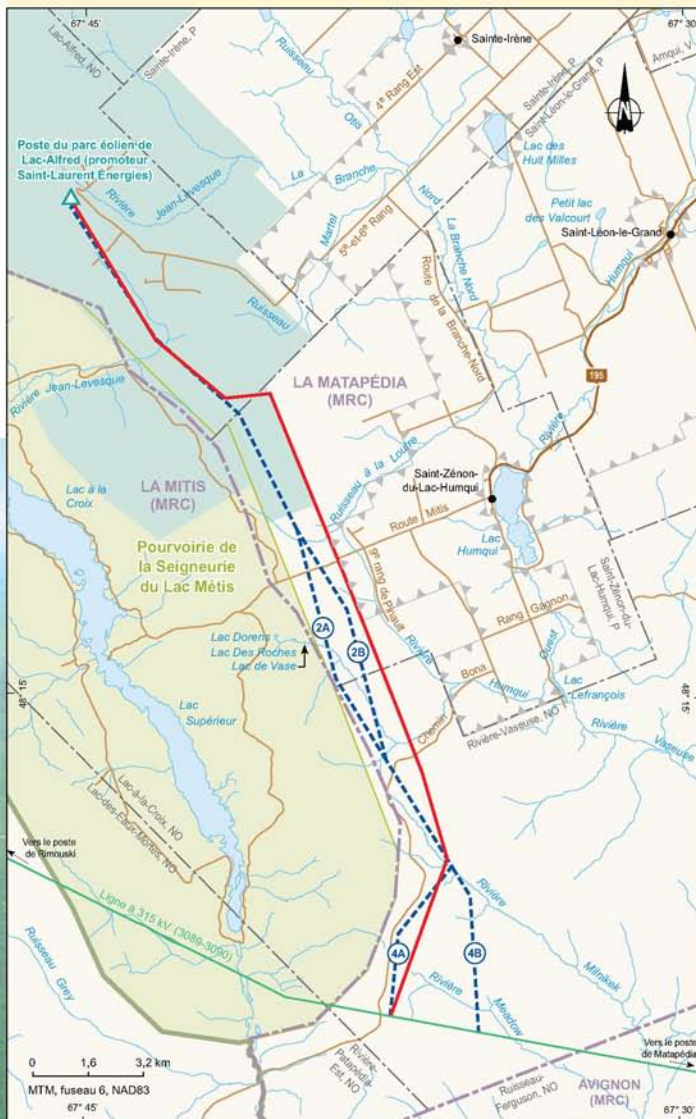 67° 45'
67° 30'
Lac-Alfred, NO
Sainte-Irène, P
Ruisseau
Otis
4e Rang Est
Sainte-Irène
Sainte-Irène, P
Saint-Léon-le-Grand, P
Amqui, V
N
Poste du parc éolien de
Lac-Alfred (promoteur
Saint-Laurent Énergies)
Rivière
Jean-Levesque
La
Branche
Nord
Martel
5e-et-6e Rang
Ruisseau
Lac des
Huit Milles
Petit lac
des Valcourt
Saint-Léon-le-Grand
Humqui
La Branche Nord
Route de la Branche-Nord
LA MATAPÉDIA
(MRC)
195
Rivière
Rivière
Jean-Levesque
LA MITIS
(MRC)
Lac à la
Croix
Pourvoirie de
la Seigneurie
du Lac Métis
Ruisseau à la Loutre
Route Mitis
Saint-Zénon-
du-Lac-Humqui
Lac
Humqui
9e rang de Pinault
Saint-Zénon-du-
Lac-Humqui, P
Rang Gagnon
2A
2B
Lac Dorens
Lac Des Roches
Lac de Vase
Rivière
Humqui
Ouest
Bona
Chemin
Lac
Lefrançois
48° 15'
48° 15'
Rivière-Vaseuse, NO
Rivière
Vaseuse
Lac
Supérieur
Lac-à-la-Croix, NO
Lac-des-Eaux-Mortes, NO
Vers le poste
de Rimouski
Ligne à 315 kV (3089-3090)
Ruisseau Grey
4A
4B
Rivière
Milnikek
Rivière
Meadow
Vers le poste
de Matapédia
Rivière-
Patapédia-
Est, NO
Ruisseau-
Ferguson, NO
AVIGNON
(MRC)
0 1,6 3,2 km
MTM, fuseau 6, NAD83
67° 45'
67° 30'